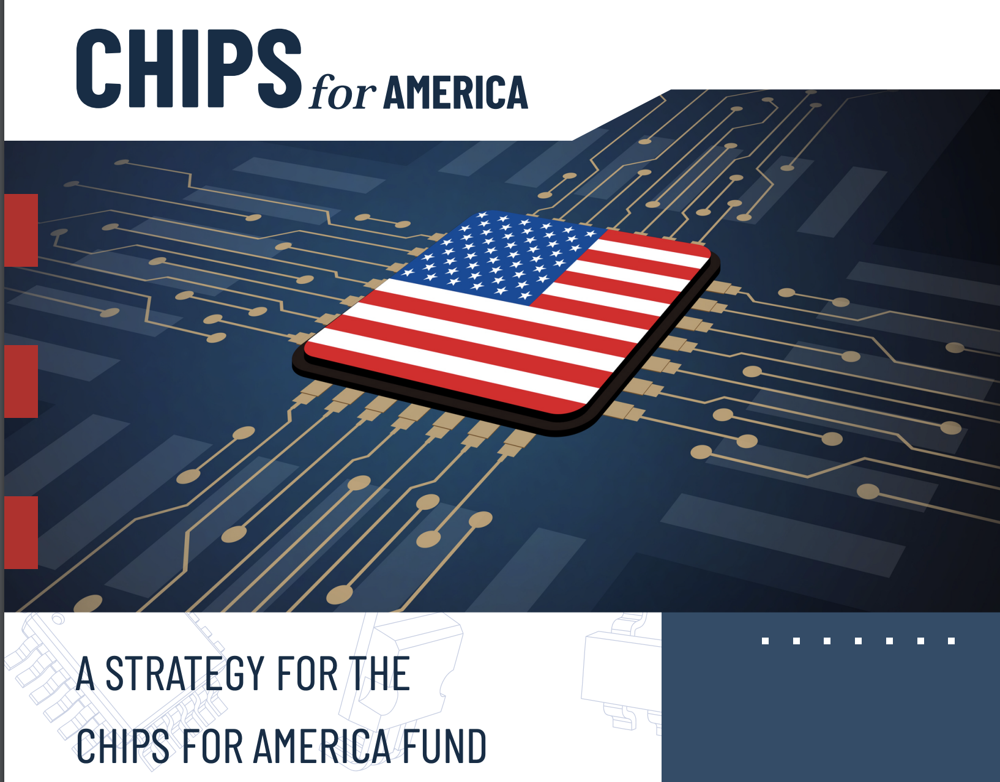 CHIPS for AMERICA
A STRATEGY FOR THE
CHIPS FOR AMERICA FUND